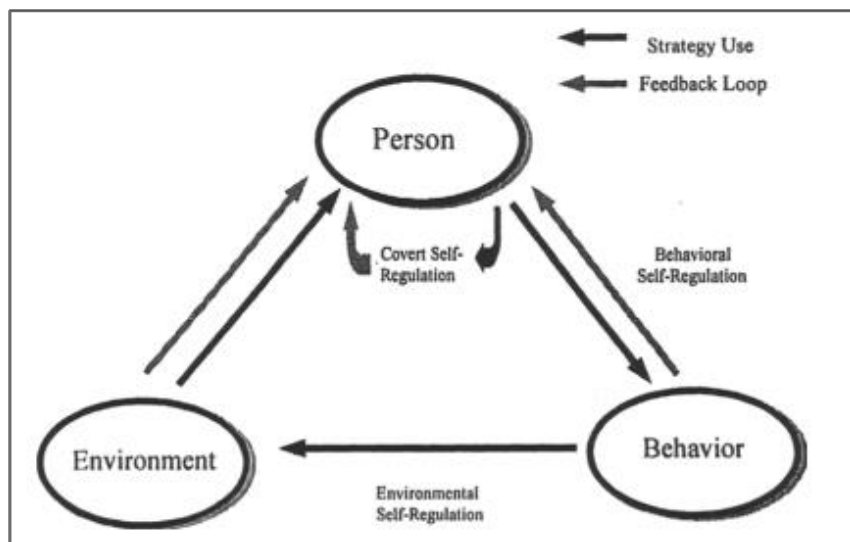 Strategy Use
Feedback Loop
Person
Covert Self-
Regulation
Behavioral
Self-Regulation
Environment
Behavior
Environmental
Self-Regulation